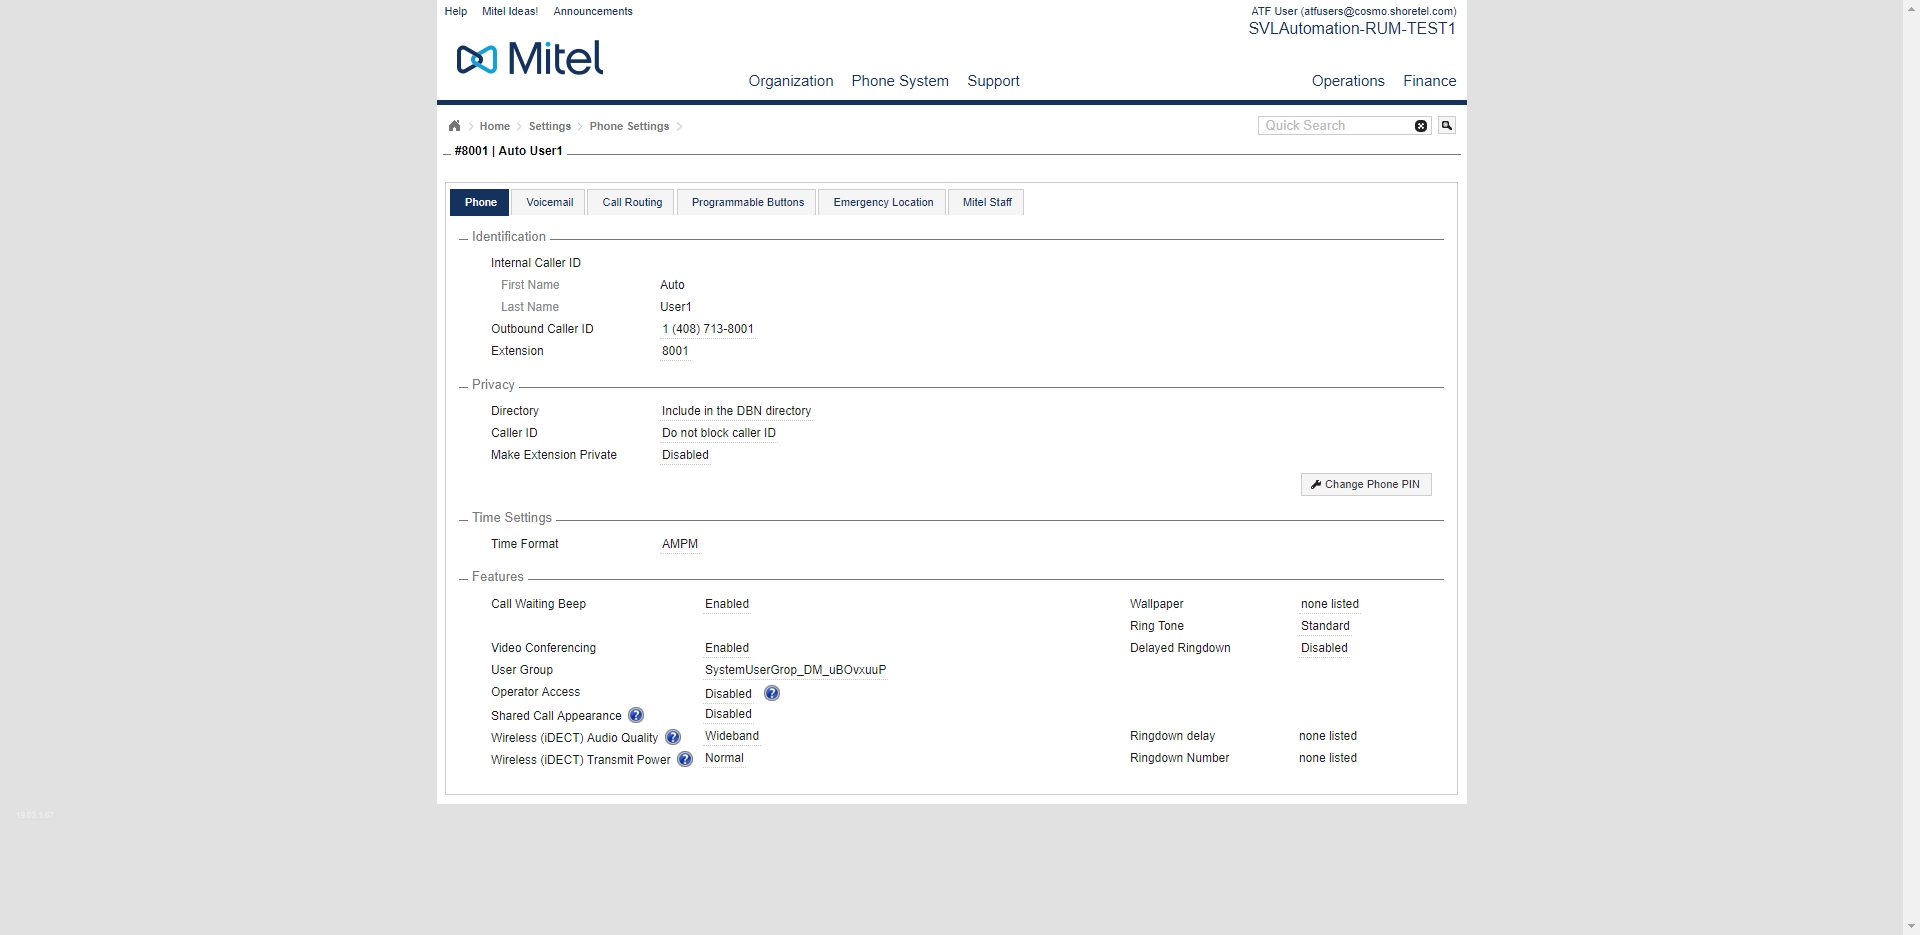 Help Mitel Ideas! Announcements ATF User (atfusers@cosmo.shoretel.com)
SVLAutomation-RUM-TEST1
Mitel
Organization Phone System Support Operations Finance
Home Settings Phone Settings Quick Search
#8001 | Auto User1
Phone Voicemail Call Routing Programmable Buttons Emergency Location Mitel Staff
Identification
Internal Caller ID
First Name Auto
Last Name User1
Outbound Caller ID 1 (408) 713-8001
Extension 8001
Privacy
Directory Include in the DBN directory
Caller ID Do not block caller ID
Make Extension Private Disabled
Change Phone PIN
Time Settings
Time Format AMPM
Features
Call Waiting Beep Enabled Wallpaper none listed
Ring Tone Standard
Video Conferencing Enabled Delayed Ringdown Disabled
User Group SystemUserGrop_DM_uBOvxuuP
Operator Access Disabled ?
Shared Call Appearance ? Disabled
Wireless (iDECT) Audio Quality ? Wideband Ringdown delay none listed
Wireless (iDECT) Transmit Power ? Normal Ringdown Number none listed